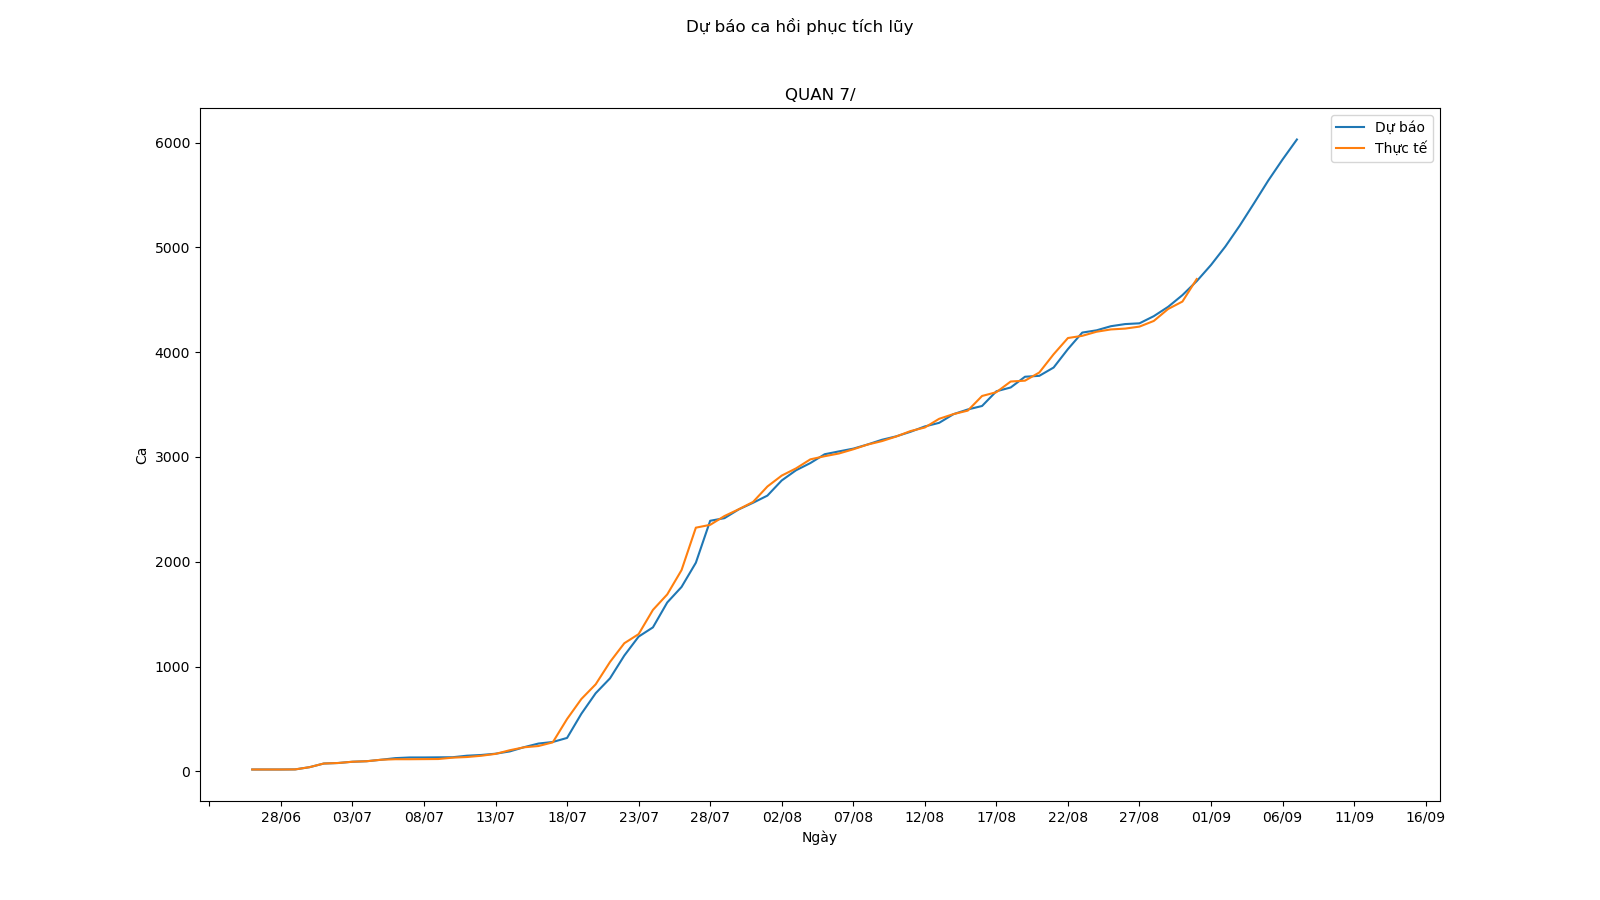 Dự báo ca hồi phục tích lũy
QUAN 7/
Dự báo
Thực tế
6000
5000
4000
3000
2000
1000
0
Ca
28/06 03/07 08/07 13/07 18/07 23/07 28/07 02/08 07/08 12/08 17/08 22/08 27/08 01/09 06/09 11/09 16/09
Ngày